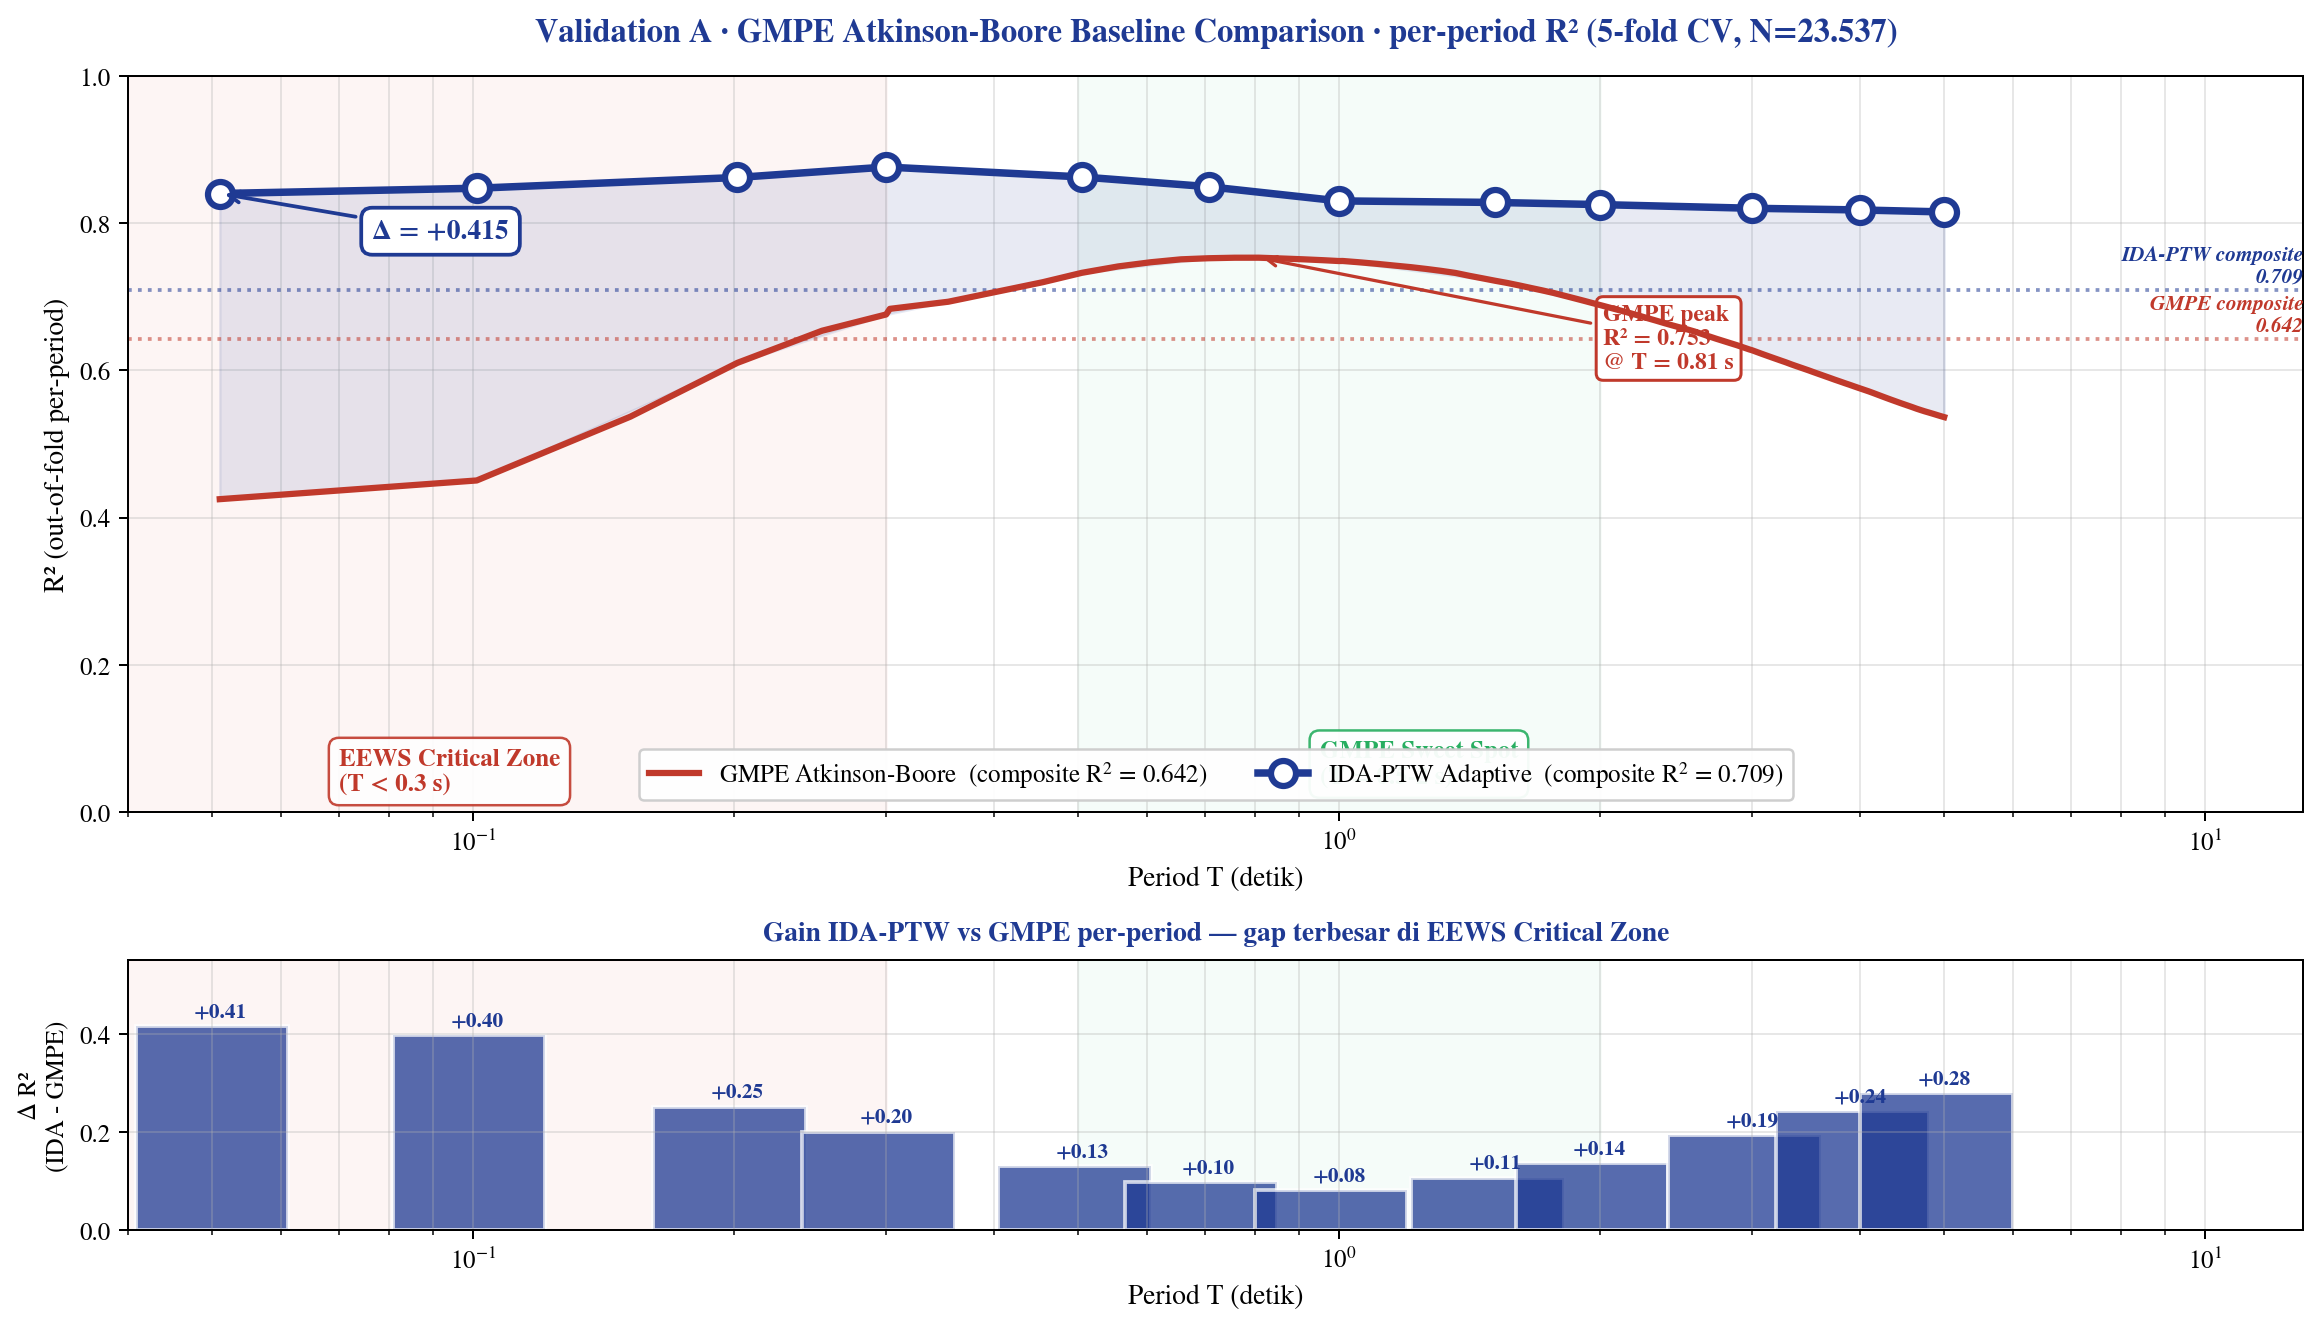 Validation A · GMPE Atkinson-Boore Baseline Comparison · per-period R² (5-fold CV, N=23.537)
R² (out-of-fold per-period)
1.0
0.8
0.6
0.4
0.2
0.0
Δ = +0.415
IDA-PTW composite
0.709
GMPE composite
0.642
GMPE peak
R² = 0.753
@ T = 0.81 s
EEWS Critical Zone
(T < 0.3 s)
GMPE Sweet Spot
GMPE Atkinson-Boore (composite R² = 0.642)
IDA-PTW Adaptive (composite R² = 0.709)
10⁻¹
10⁰
10¹
Period T (detik)
Gain IDA-PTW vs GMPE per-period — gap terbesar di EEWS Critical Zone
Δ R²
(IDA - GMPE)
0.4
0.2
0.0
+0.41
+0.40
+0.25
+0.20
+0.13
+0.10
+0.08
+0.11
+0.14
+0.19
+0.24
+0.28
10⁻¹
10⁰
10¹
Period T (detik)